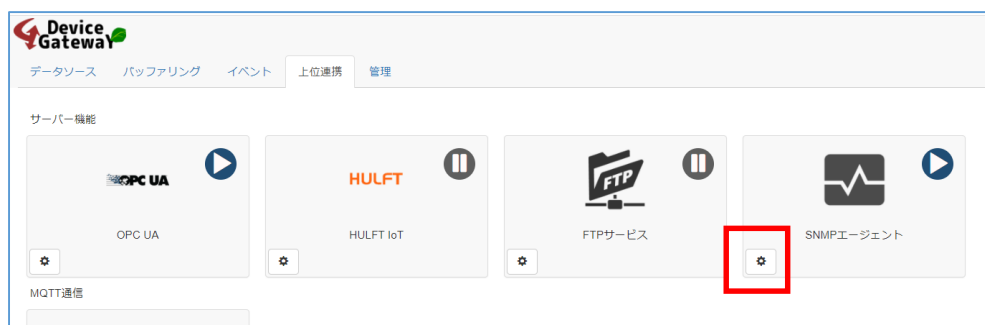 Device
Gateway
データソース バッファリング イベント 上位連携 管理
サーバー機能
OPC UA
HULFT
FTP
OPC UA
HULFT IoT
FTPサービス
SNMPエージェント
MQTT通信